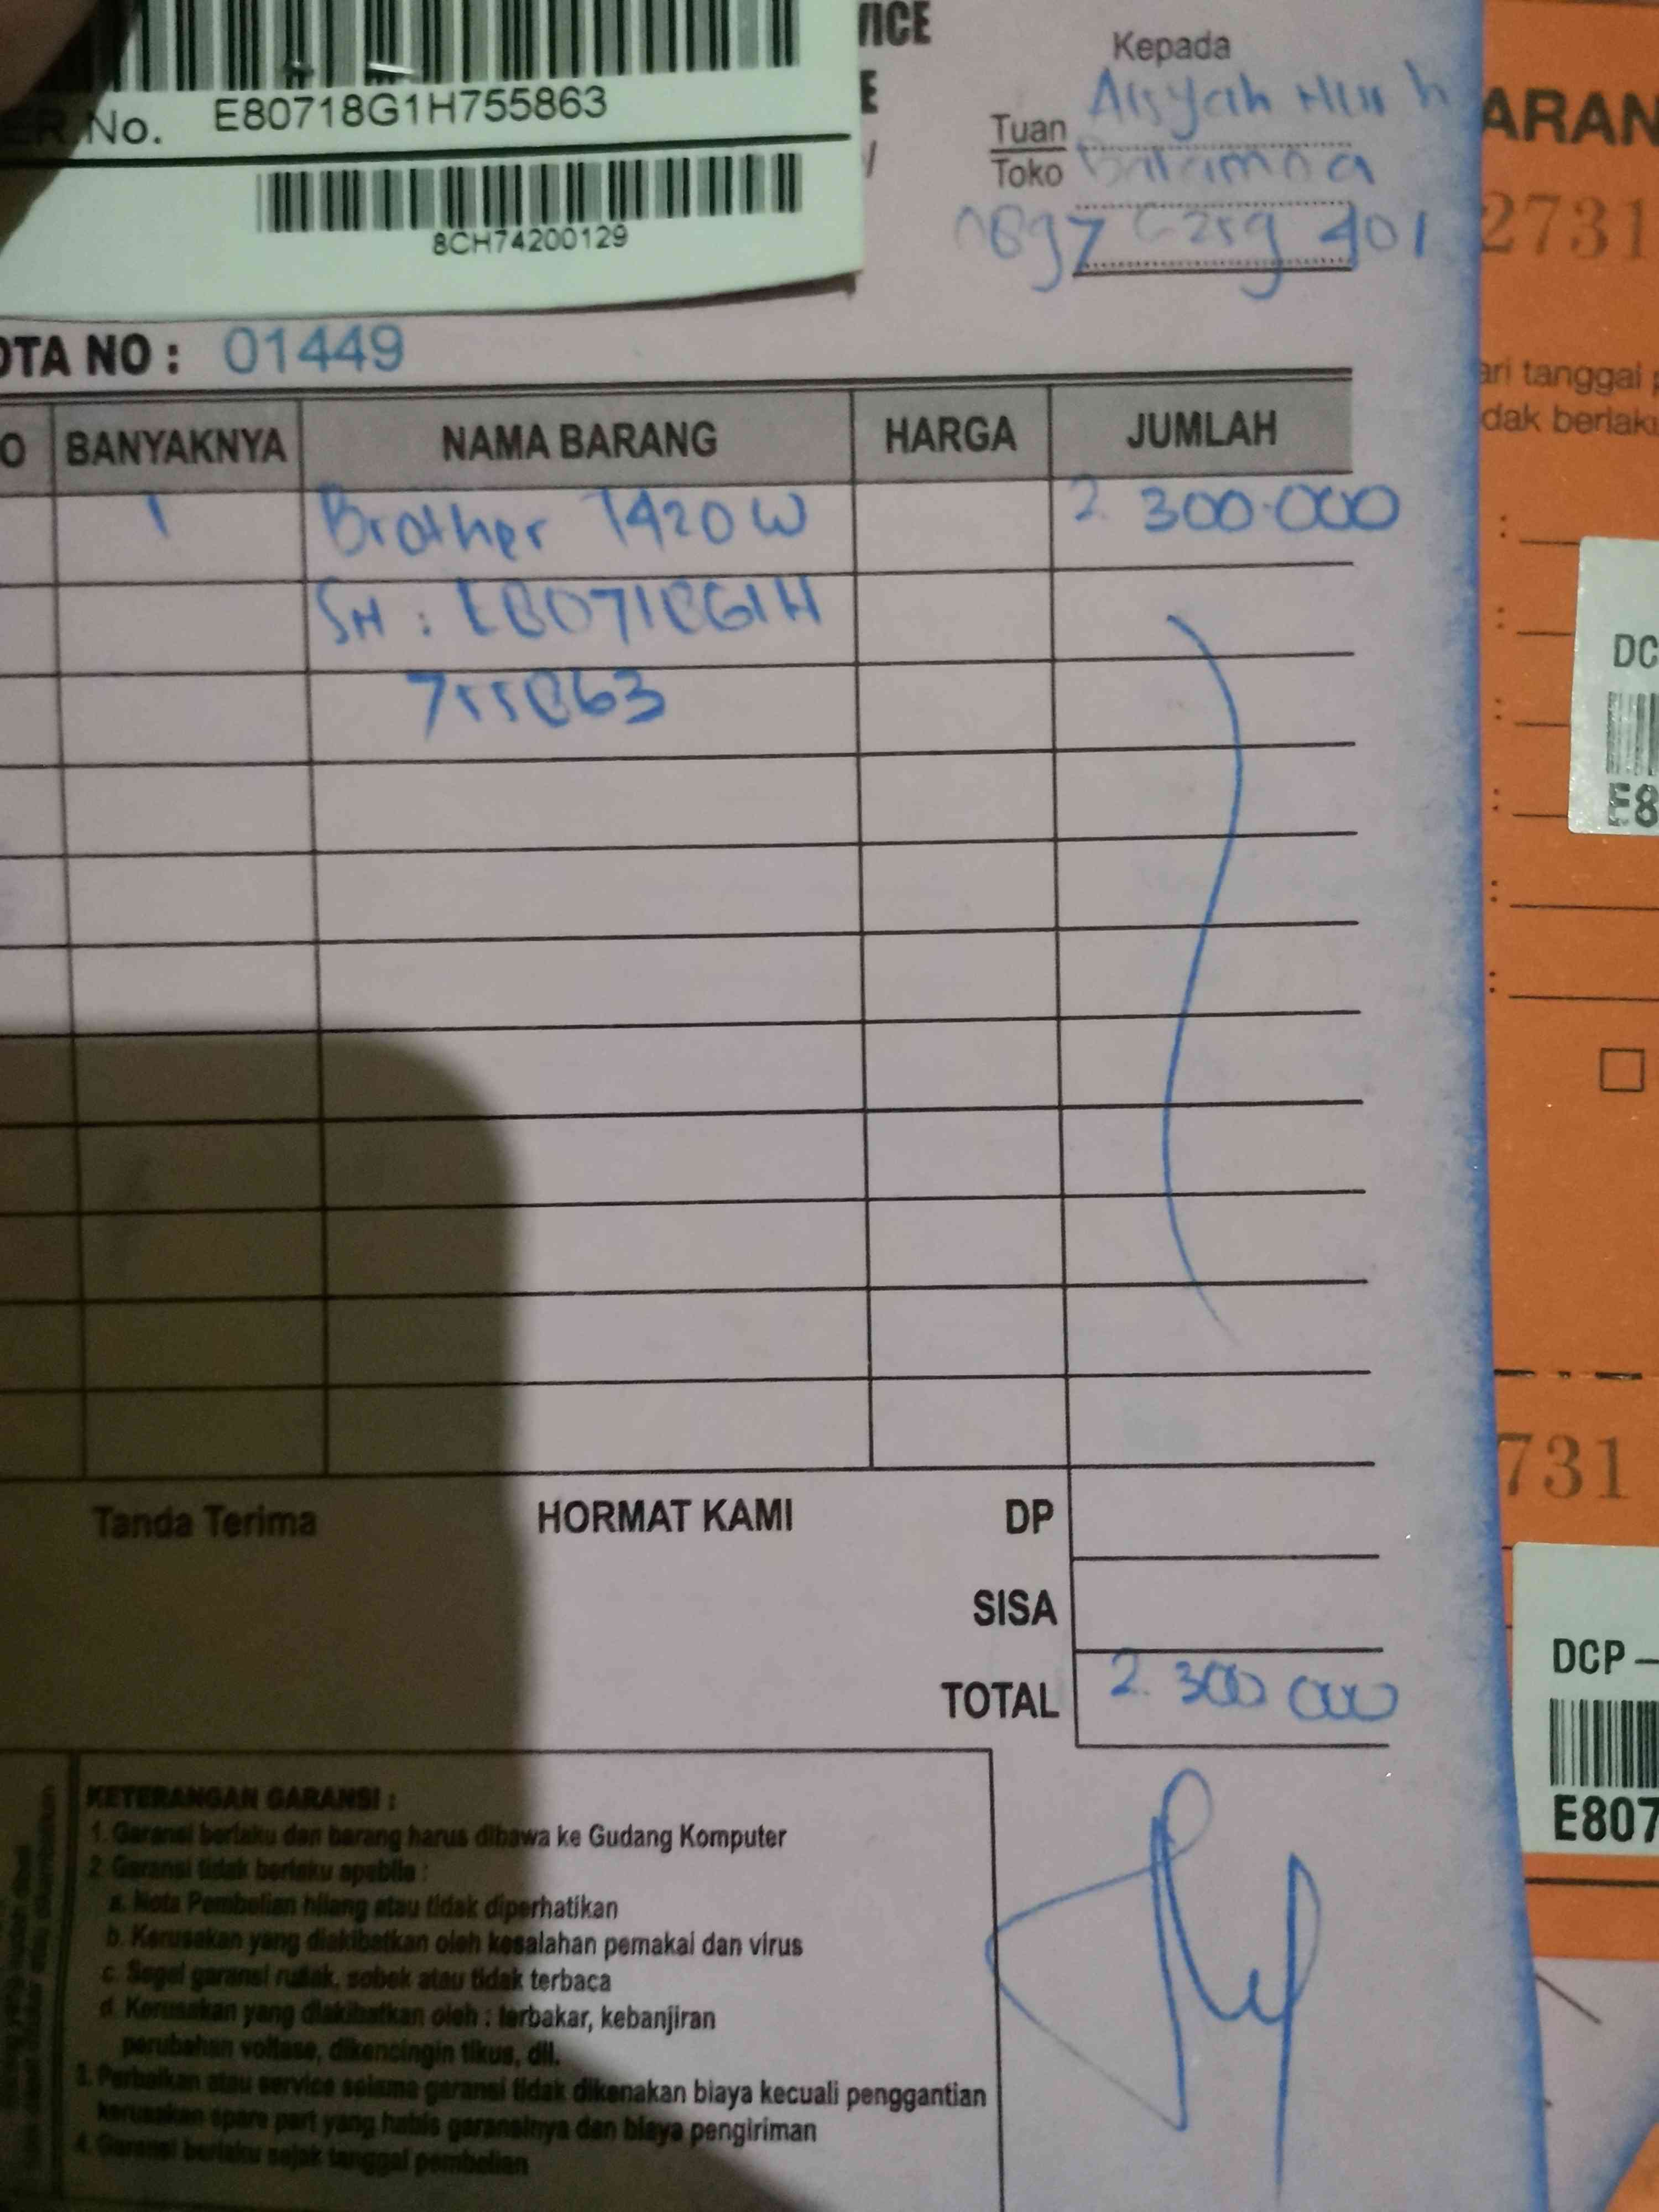 VICE
E
Kepada
Aisyah
Tuan
Toko
ER.No. E80718G1H755863
8CH74200129
OTA NO : 01449
O BANYAKNYA NAMA BARANG HARGA JUMLAH
1 Brother T420W 2.300.000
SN : E80718G1H
755863
Tanda Terima HORMAT KAMI DP
SISA
TOTAL 2.300.000
KETERANGAN GARANSI :
1. Garansi berlaku dan barang harus dibawa ke Gudang Komputer
2. Garansi tidak berlaku apabila :
a. Nota Pembelian hilang atau tidak diperhatikan
b. Kerusakan yang diakibatkan oleh kesalahan pemakai dan virus
c. Segel garansi rusak, sobek atau tidak terbaca
d. Kerusakan yang diakibatkan oleh : terbakar, kebanjiran
perubahan voltase, dikencingin tikus, dll.
3. Perbaikan atau service selama garansi tidak dikenakan biaya kecuali penggantian
kerusakan spare part yang habis garansinya dan biaya pengiriman
4. Garansi berlaku sejak tanggal pembelian
ARAN
2731
ari tanggal p
dak berlaku
DC
E8
731
DCP –
E807